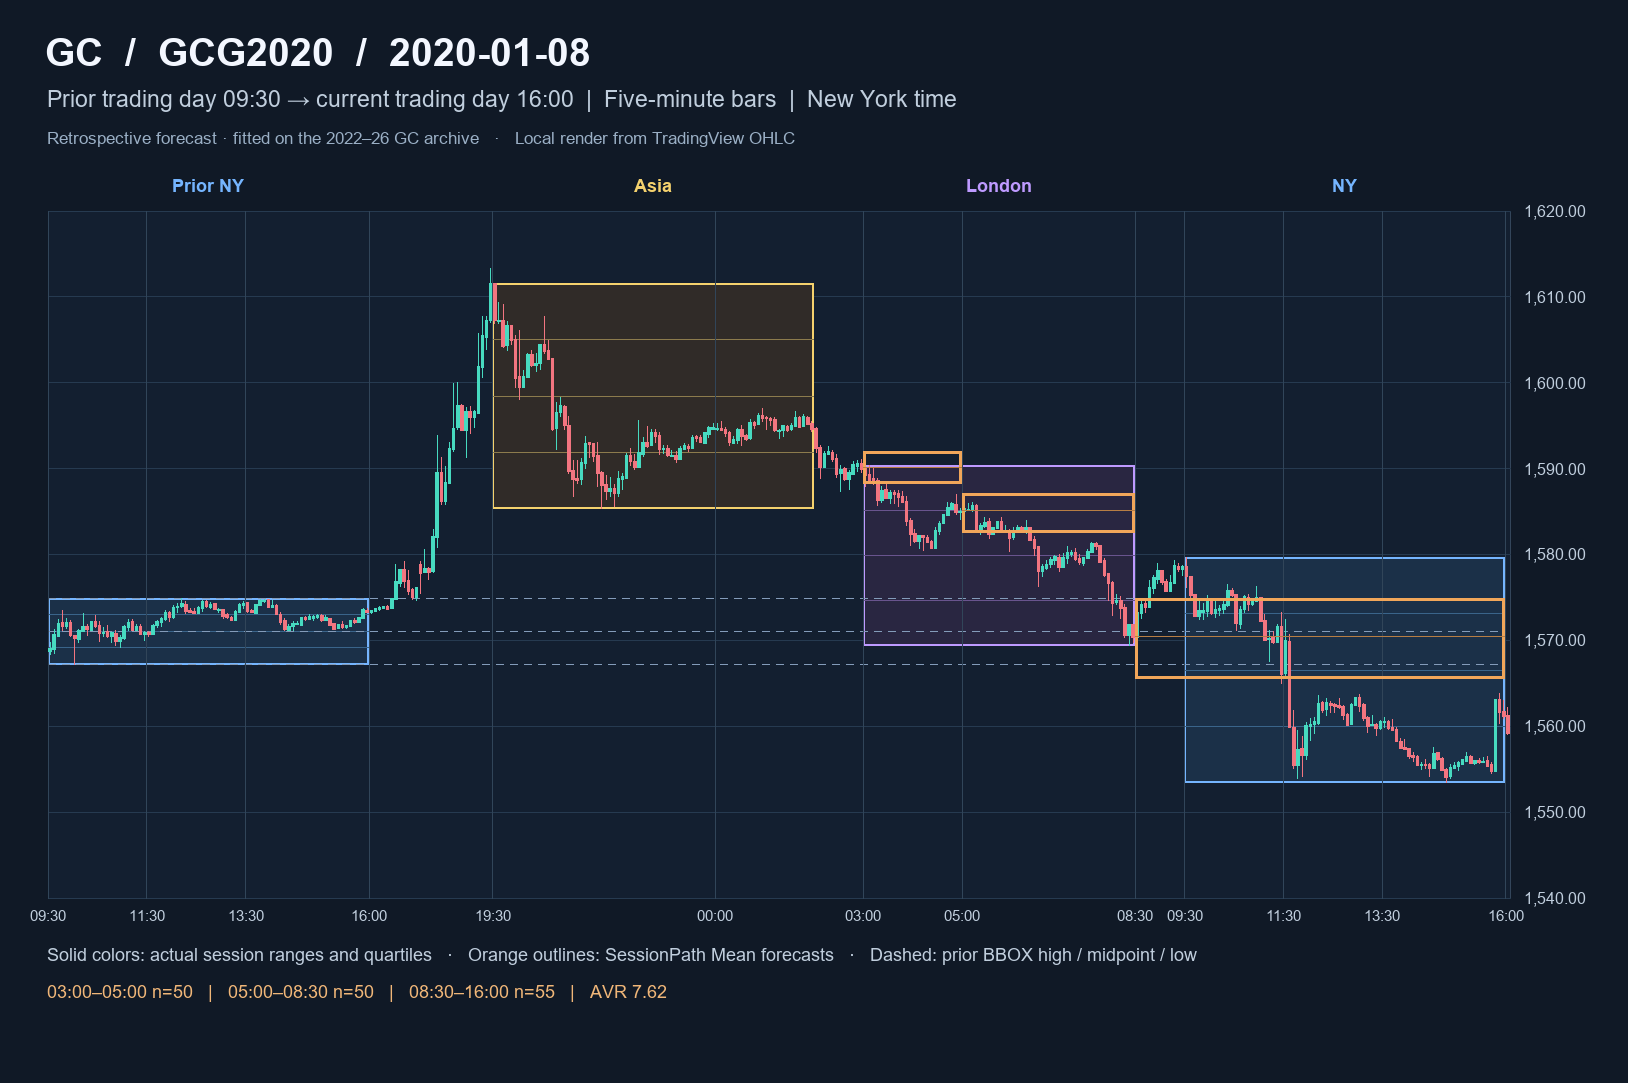 GC / GCG2020 / 2020-01-08
Prior trading day 09:30 → current trading day 16:00 | Five-minute bars | New York time
Retrospective forecast · fitted on the 2022–26 GC archive · Local render from TradingView OHLC
Prior NY Asia London NY
1,620.00
1,610.00
1,600.00
1,590.00
1,580.00
1,570.00
1,560.00
1,550.00
1,540.00
09:30 11:30 13:30 16:00 19:30 00:00 03:00 05:00 08:30 09:30 11:30 13:30 16:00
Solid colors: actual session ranges and quartiles · Orange outlines: SessionPath Mean forecasts · Dashed: prior BBOX high / midpoint / low
03:00–05:00 n=50 | 05:00–08:30 n=50 | 08:30–16:00 n=55 | AVR 7.62